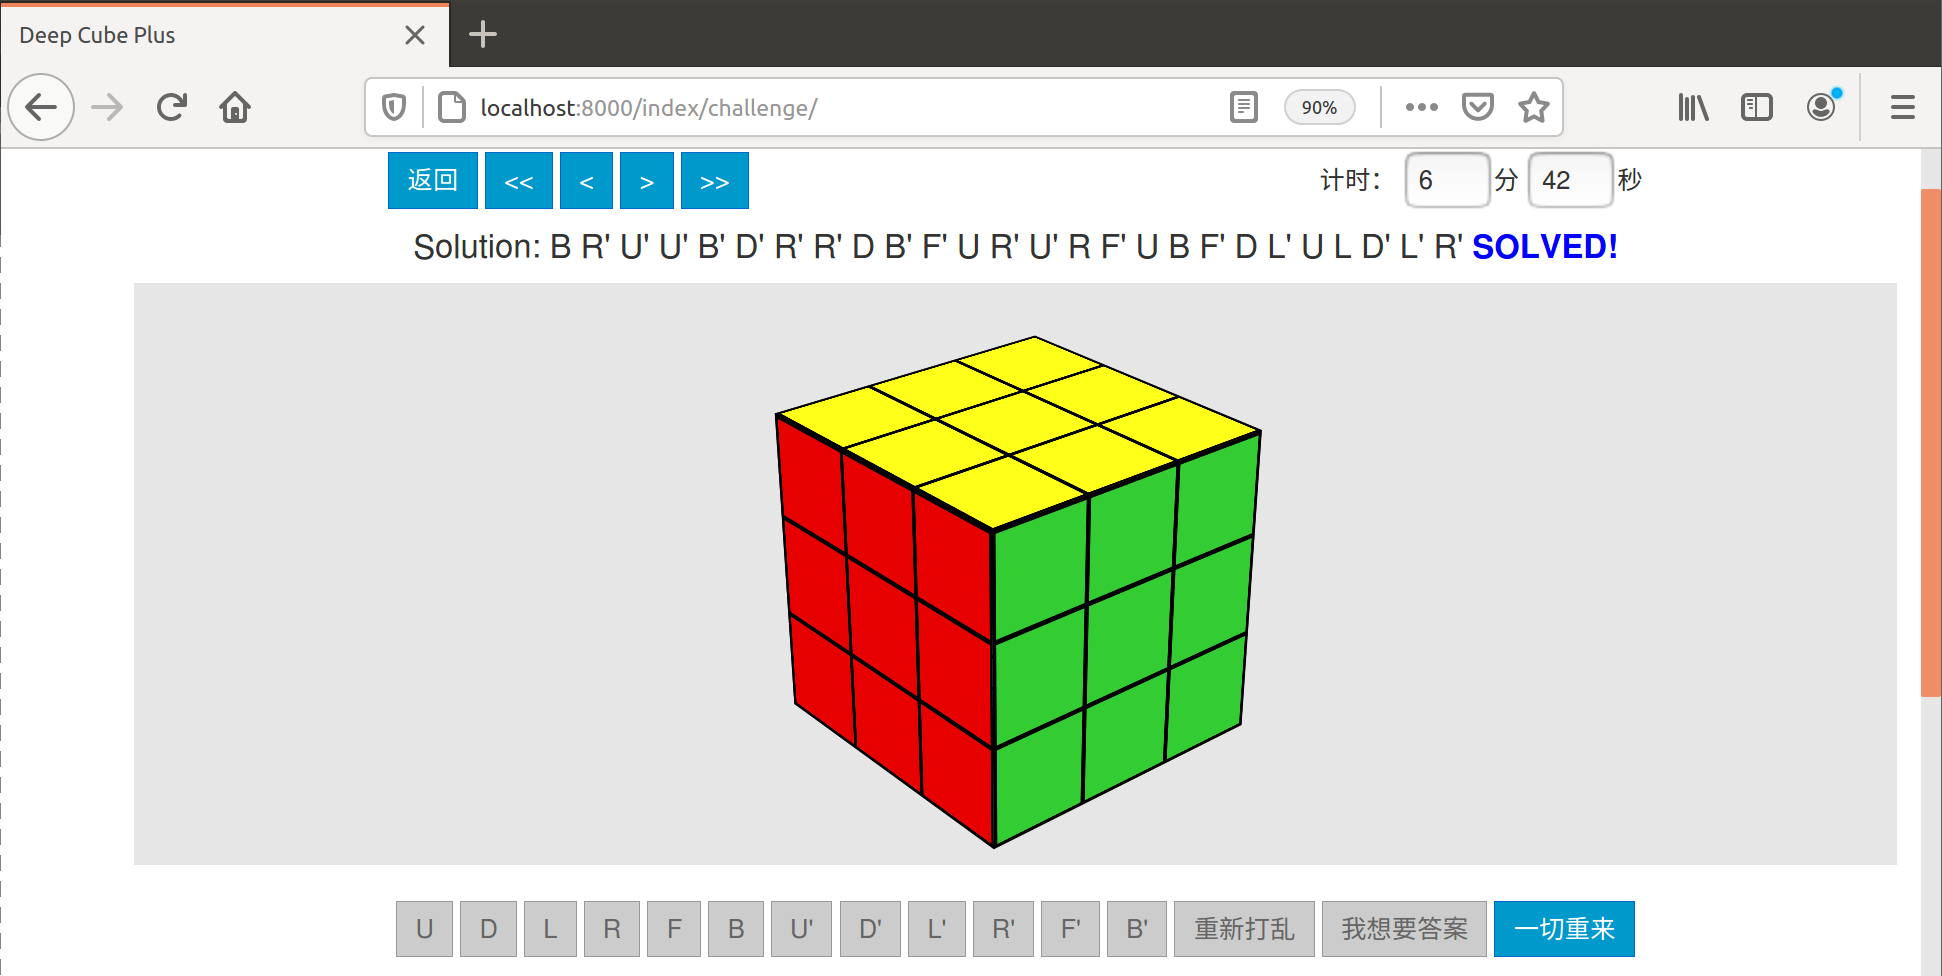 Deep Cube Plus
localhost:8000/index/challenge/ 90%
返回 << < > >> 计时： 6 分 42 秒
Solution: B R' U' U' B' D' R' R' D B' F' U R' U' R F' U B F' D L' U L D' L' R' SOLVED!
U D L R F B U' D' L' R' F' B' 重新打乱 我想要答案 一切重来